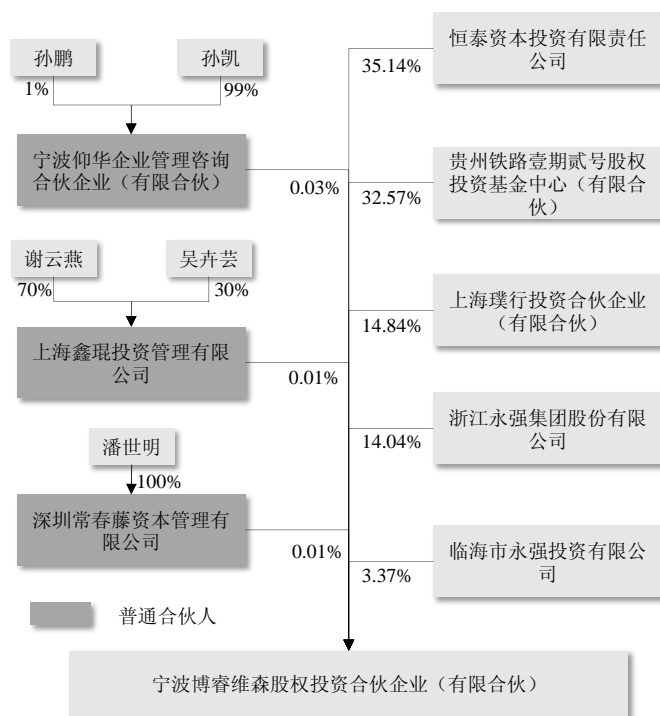 孙鹏
孙凯
1%
99%
宁波仰华企业管理咨询
合伙企业（有限合伙）
0.03%
谢云燕
吴卉芸
70%
30%
上海鑫琨投资管理有限
公司
0.01%
潘世明
100%
深圳常春藤资本管理有
限公司
0.01%
普通合伙人
恒泰资本投资有限责任
公司
35.14%
贵州铁路壹期贰号股权
投资基金中心（有限合
伙）
32.57%
上海璞行投资合伙企业
（有限合伙）
14.84%
浙江永强集团股份有限
公司
14.04%
临海市永强投资有限公
司
3.37%
宁波博睿维森股权投资合伙企业（有限合伙）